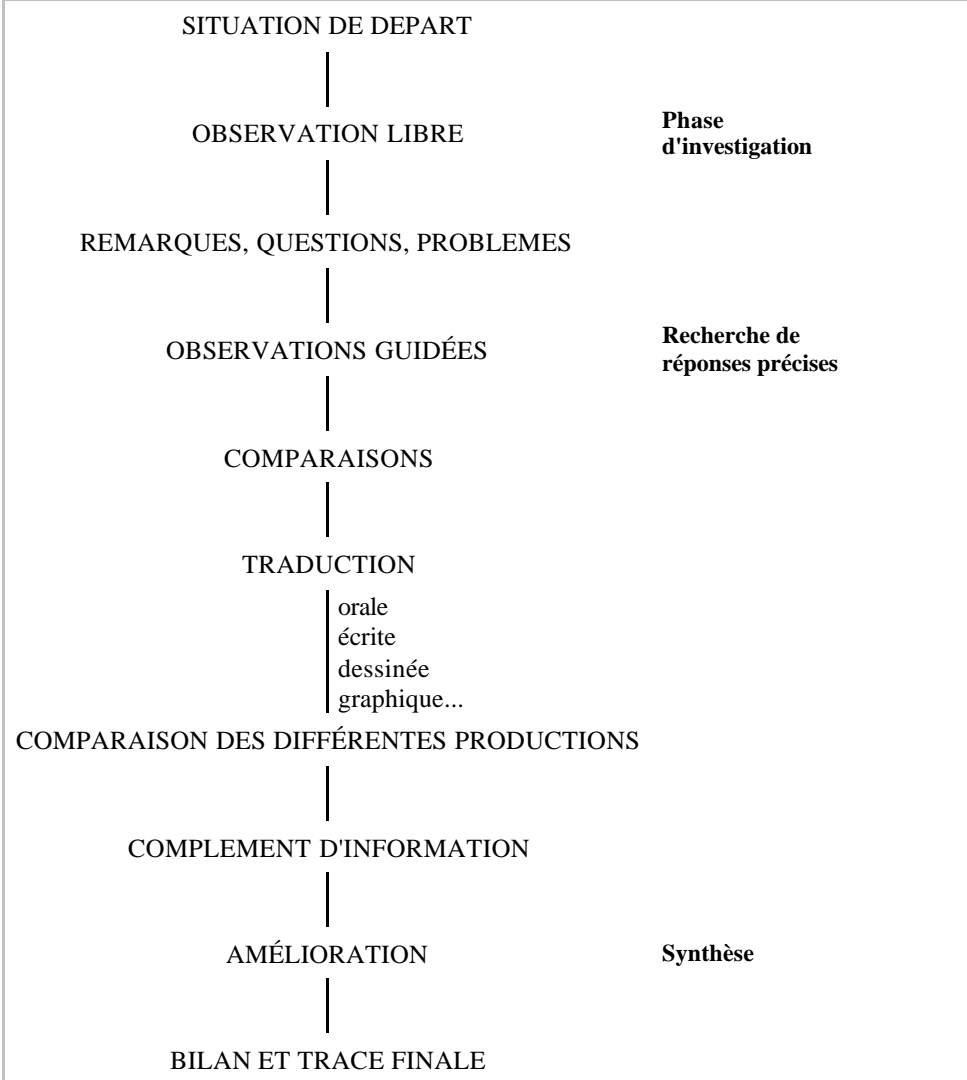 SITUATION DE DEPART
OBSERVATION LIBRE
Phase
d'investigation
REMARQUES, QUESTIONS, PROBLEMES
OBSERVATIONS GUIDÉES
Recherche de
réponses précises
COMPARAISONS
TRADUCTION
orale
écrite
dessinée
graphique...
COMPARAISON DES DIFFÉRENTES PRODUCTIONS
COMPLEMENT D'INFORMATION
AMÉLIORATION
Synthèse
BILAN ET TRACE FINALE